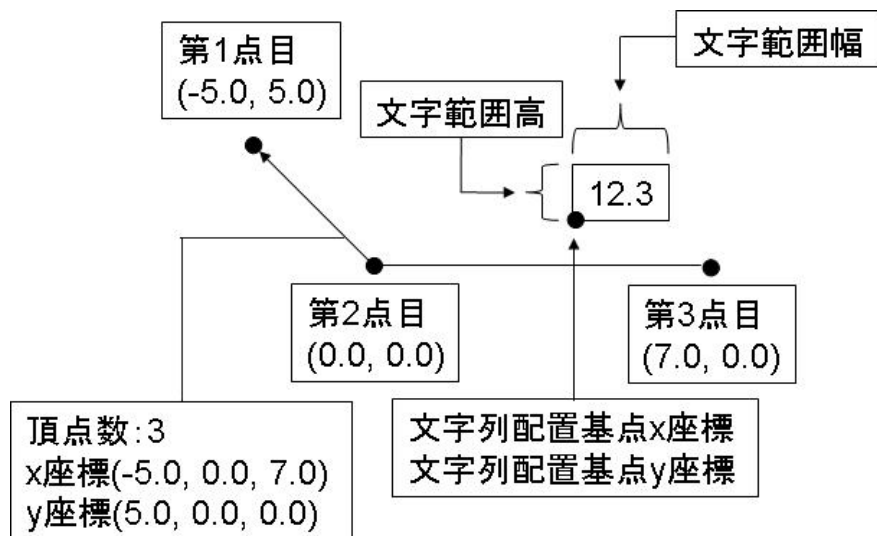 第1点目
(-5.0, 5.0)
文字範囲幅
文字範囲高
12.3
第2点目
(0.0, 0.0)
第3点目
(7.0, 0.0)
頂点数:3
x座標(-5.0, 0.0, 7.0)
y座標(5.0, 0.0, 0.0)
文字列配置基点x座標
文字列配置基点y座標